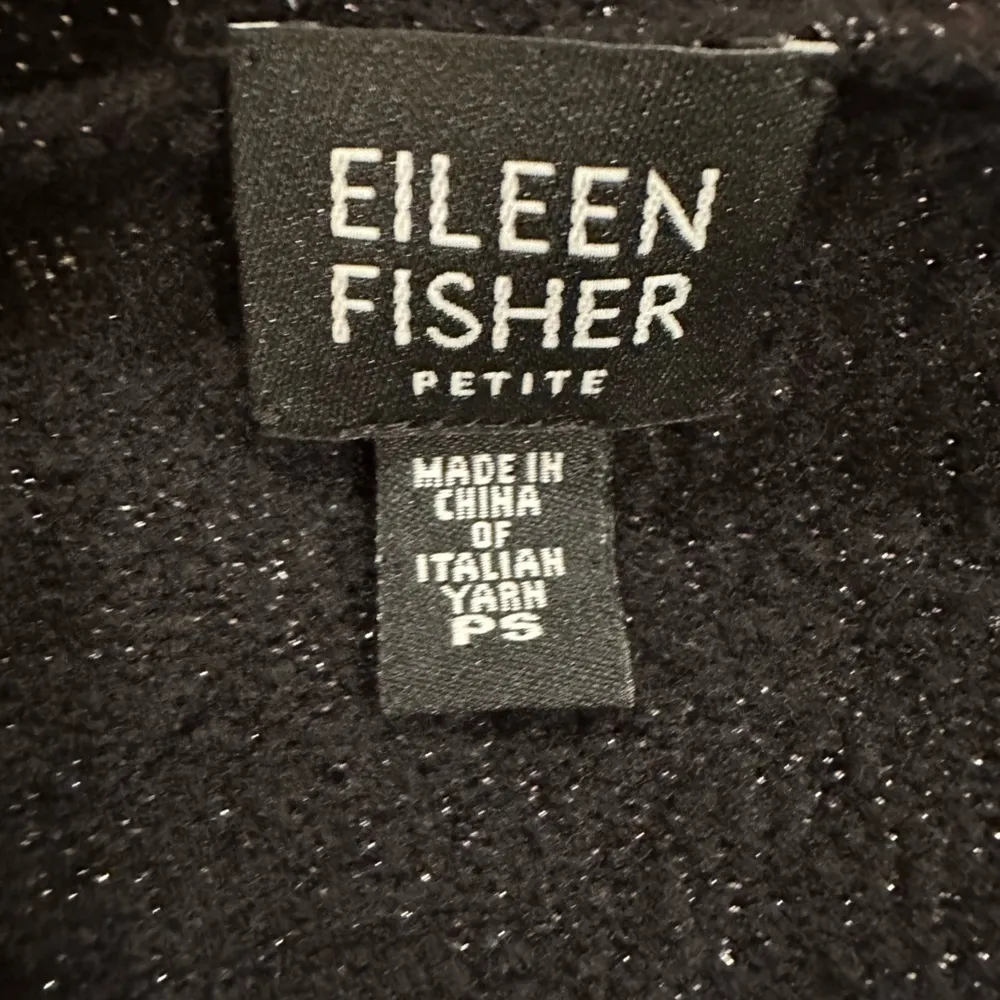 EILEEN
FISHER
PETITE
MADE IN
CHINA
OF
ITALIAN
YARN
PS